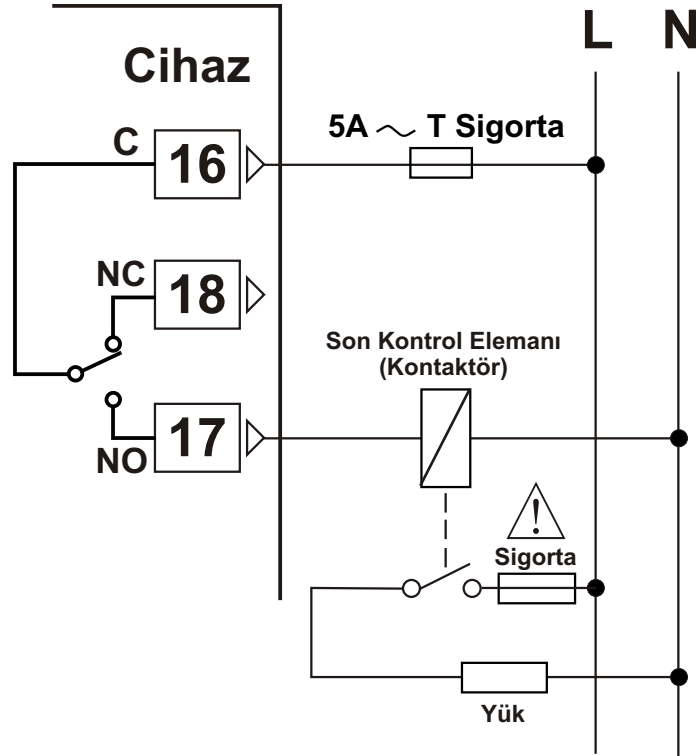 L N
Cihaz
5A ~ T Sigorta
C
16
NC
18
Son Kontrol Elemanı
(Kontaktör)
17
NO
Sigorta
Yük